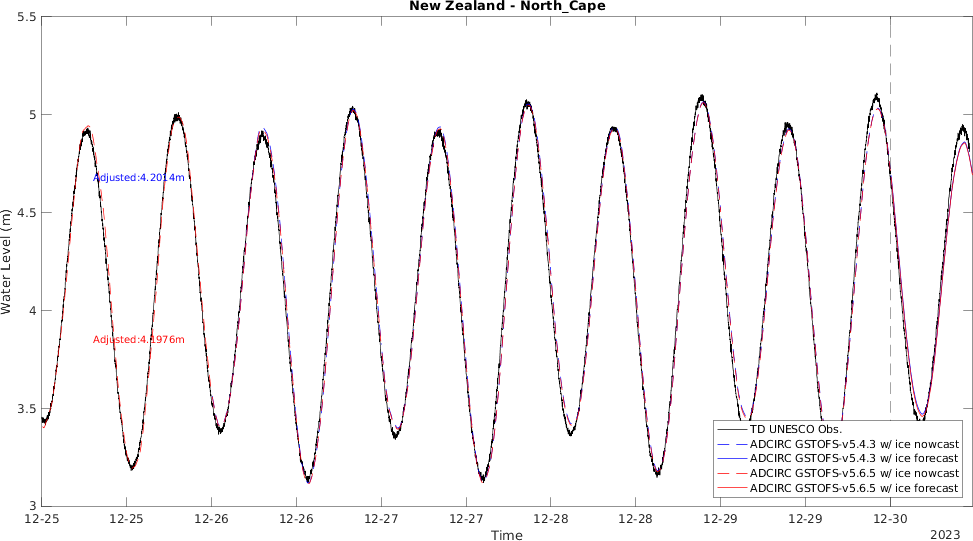 New Zealand - North_Cape
5.5
5
4.5
4
3.5
3
Water Level (m)
Adjusted:4.2014m
Adjusted:4.1976m
TD UNESCO Obs.
ADCIRC GSTOFS-v5.4.3 w/ ice nowcast
ADCIRC GSTOFS-v5.4.3 w/ ice forecast
ADCIRC GSTOFS-v5.6.5 w/ ice nowcast
ADCIRC GSTOFS-v5.6.5 w/ ice forecast
12-25 12-25 12-26 12-26 12-27 12-27 12-28 12-28 12-29 12-29 12-30
Time
2023